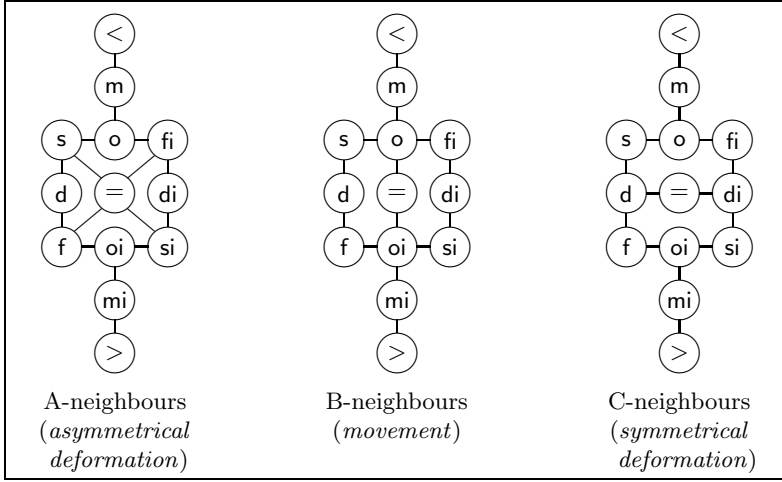 < < <
m m m
s o fi s o fi s o fi
d = di d = di d = di
f oi si f oi si f oi si
mi mi mi
> > >
A-neighbours B-neighbours C-neighbours
(asymmetrical (movement) (symmetrical
deformation) deformation)